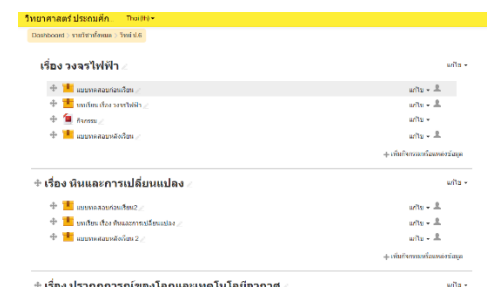 วิทยาศาสตร์ ประถมศึก... Thai (th)
Dashboard รายวิชาทั้งหมด วิทย์ ป.6
เรื่อง วงจรไฟฟ้า แก้ไข
แบบทดสอบก่อนเรียน แก้ไข
บทเรียน เรื่อง วงจรไฟฟ้า แก้ไข
กิจกรรม แก้ไข
แบบทดสอบหลังเรียน แก้ไข
เพิ่มกิจกรรมหรือแหล่งข้อมูล
เรื่อง หินและการเปลี่ยนแปลง แก้ไข
แบบทดสอบก่อนเรียน2 แก้ไข
บทเรียน เรื่อง หินและการเปลี่ยนแปลง แก้ไข
แบบทดสอบหลังเรียน 2 แก้ไข
เพิ่มกิจกรรมหรือแหล่งข้อมูล
เรื่อง ปรากฏการณ์ของโลกและเทคโนโลยีอวกาศ แก้ไข